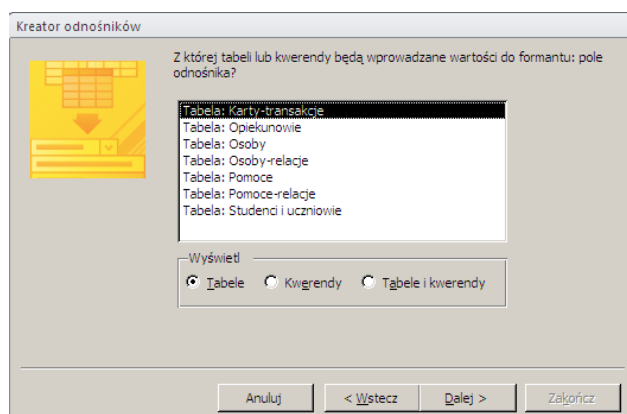 Kreator odnośników
Z której tabeli lub kwerendy będą wprowadzane wartości do formantu: pole
odnośnika?
Tabela: Karty-transakcje
Tabela: Opiekunowie
Tabela: Osoby
Tabela: Osoby-relacje
Tabela: Pomoce
Tabela: Pomoce-relacje
Tabela: Studenci i uczniowie
Wyświetl
Tabele Kwerendy Tabele i kwerendy
Anuluj < Wstecz Dalej > Zakończ